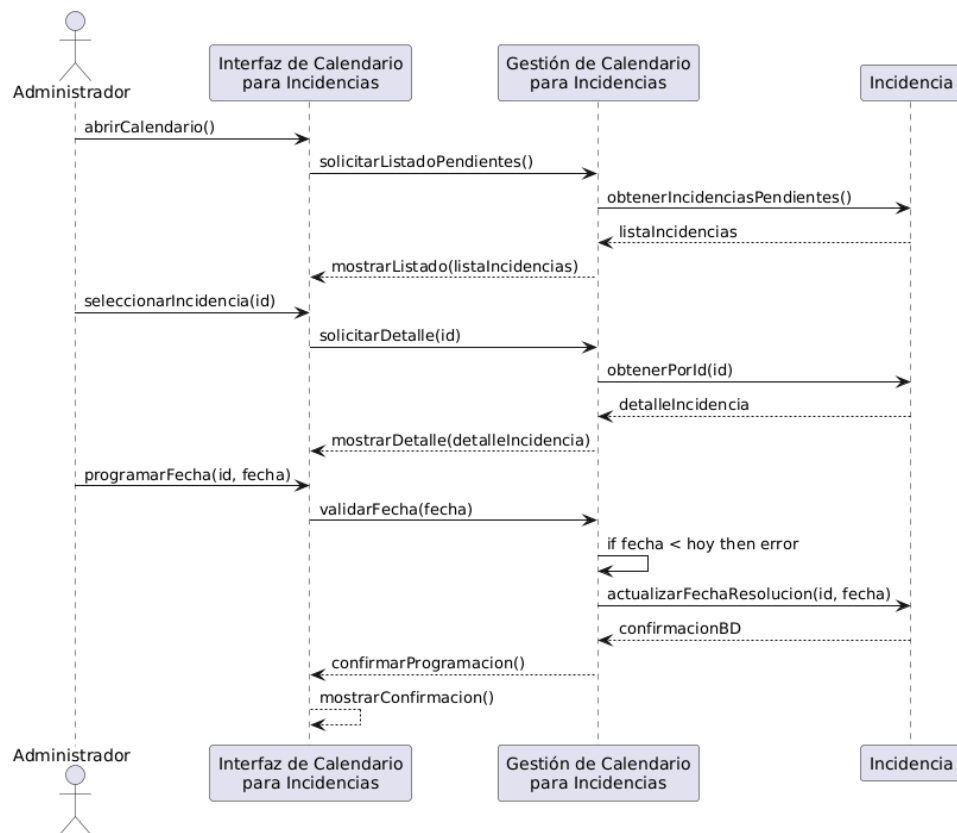 Administrador
Interfaz de Calendario
para Incidencias
Gestión de Calendario
para Incidencias
Incidencia
abrirCalendario()
solicitarListadoPendientes()
obtenerIncidenciasPendientes()
listaIncidencias
mostrarListado(listaIncidencias)
seleccionarIncidencia(id)
solicitarDetalle(id)
obtenerPorId(id)
detalleIncidencia
mostrarDetalle(detalleIncidencia)
programarFecha(id, fecha)
validarFecha(fecha)
if fecha < hoy then error
actualizarFechaResolucion(id, fecha)
confirmacionBD
confirmarProgramacion()
mostrarConfirmacion()
Administrador
Interfaz de Calendario
para Incidencias
Gestión de Calendario
para Incidencias
Incidencia